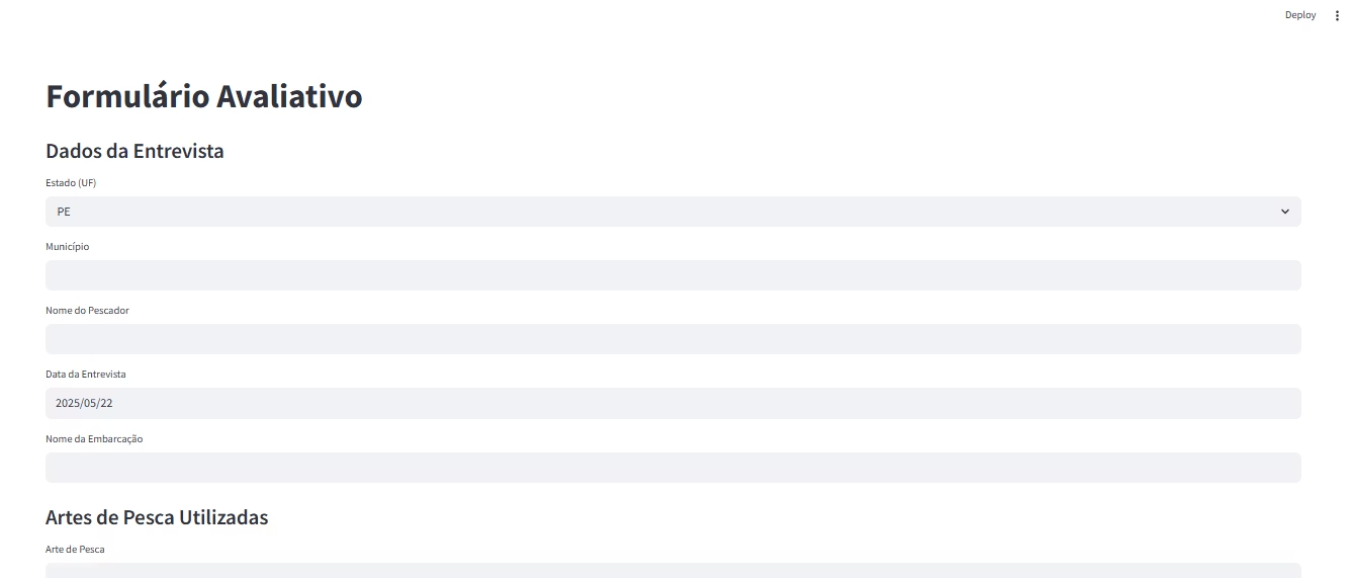 Deploy
Formulário Avaliativo
Dados da Entrevista
Estado (UF)
PE
Município
Nome do Pescador
Data da Entrevista
2025/05/22
Nome da Embarcação
Artes de Pesca Utilizadas
Arte de Pesca